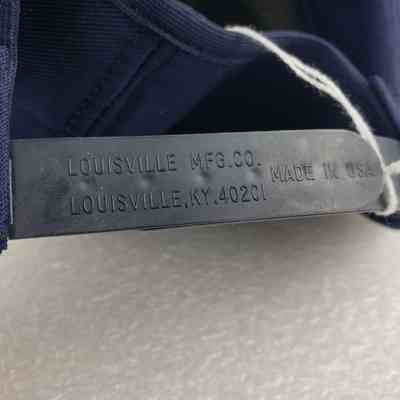 LOUISVILLE MFG.CO.
LOUISVILLE,KY.40201
MADE IN USA